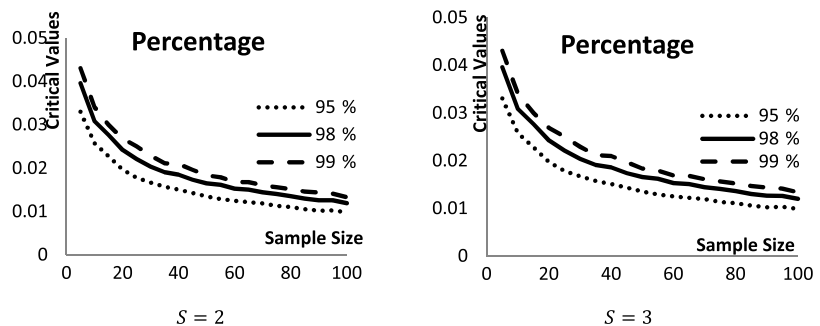 Percentage
Critical Values
0.05
0.04
0.03
0.02
0.01
0
95 %
98 %
99 %
Sample Size
0 20 40 60 80 100
S = 2
Percentage
Critical Values
0.05
0.04
0.03
0.02
0.01
0
95 %
98 %
99 %
Sample Size
0 20 40 60 80 100
S = 3